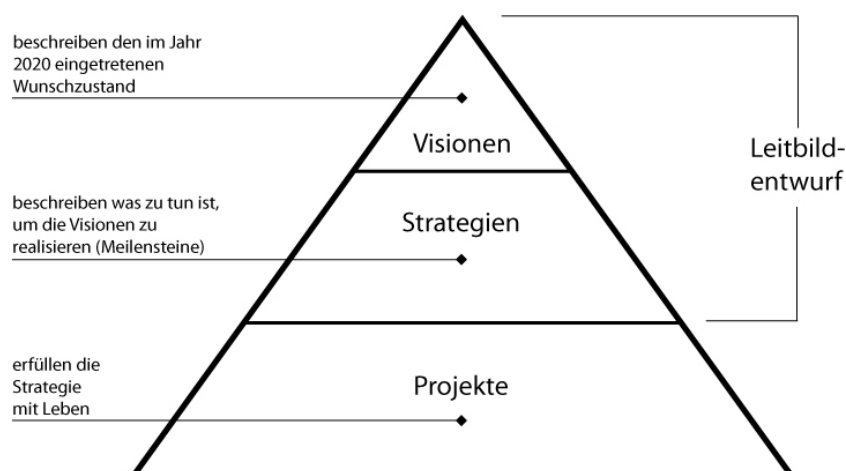 beschreiben den im Jahr
2020 eingetretenen
Wunschzustand
Visionen
Leitbild-
entwurf
beschreiben was zu tun ist,
um die Visionen zu
realisieren (Meilensteine)
Strategien
erfüllen die
Strategie
mit Leben
Projekte